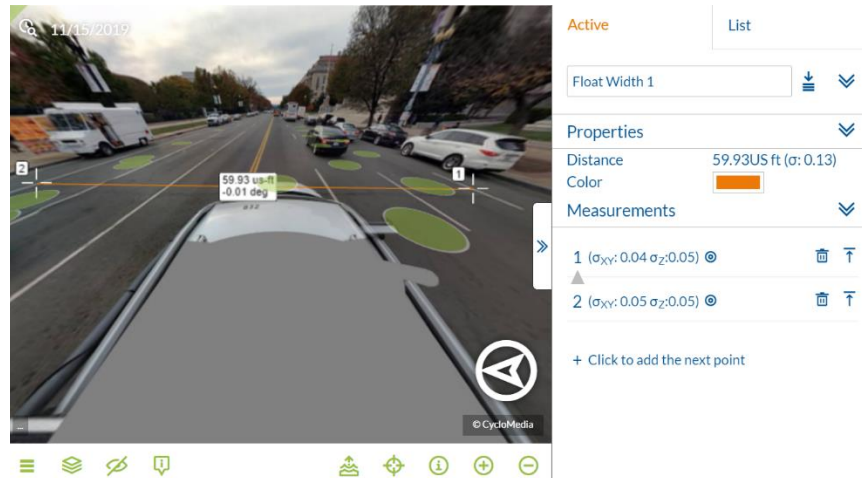 11/15/2019
2
1
59.93 us-ft
-0.01 deg
© CycloMedia
...
Active
List
Float Width 1
Properties
Distance 59.93US ft (σ: 0.13)
Color
Measurements
1 (σXY: 0.04 σZ:0.05)
2 (σXY: 0.05 σZ:0.05)
+ Click to add the next point